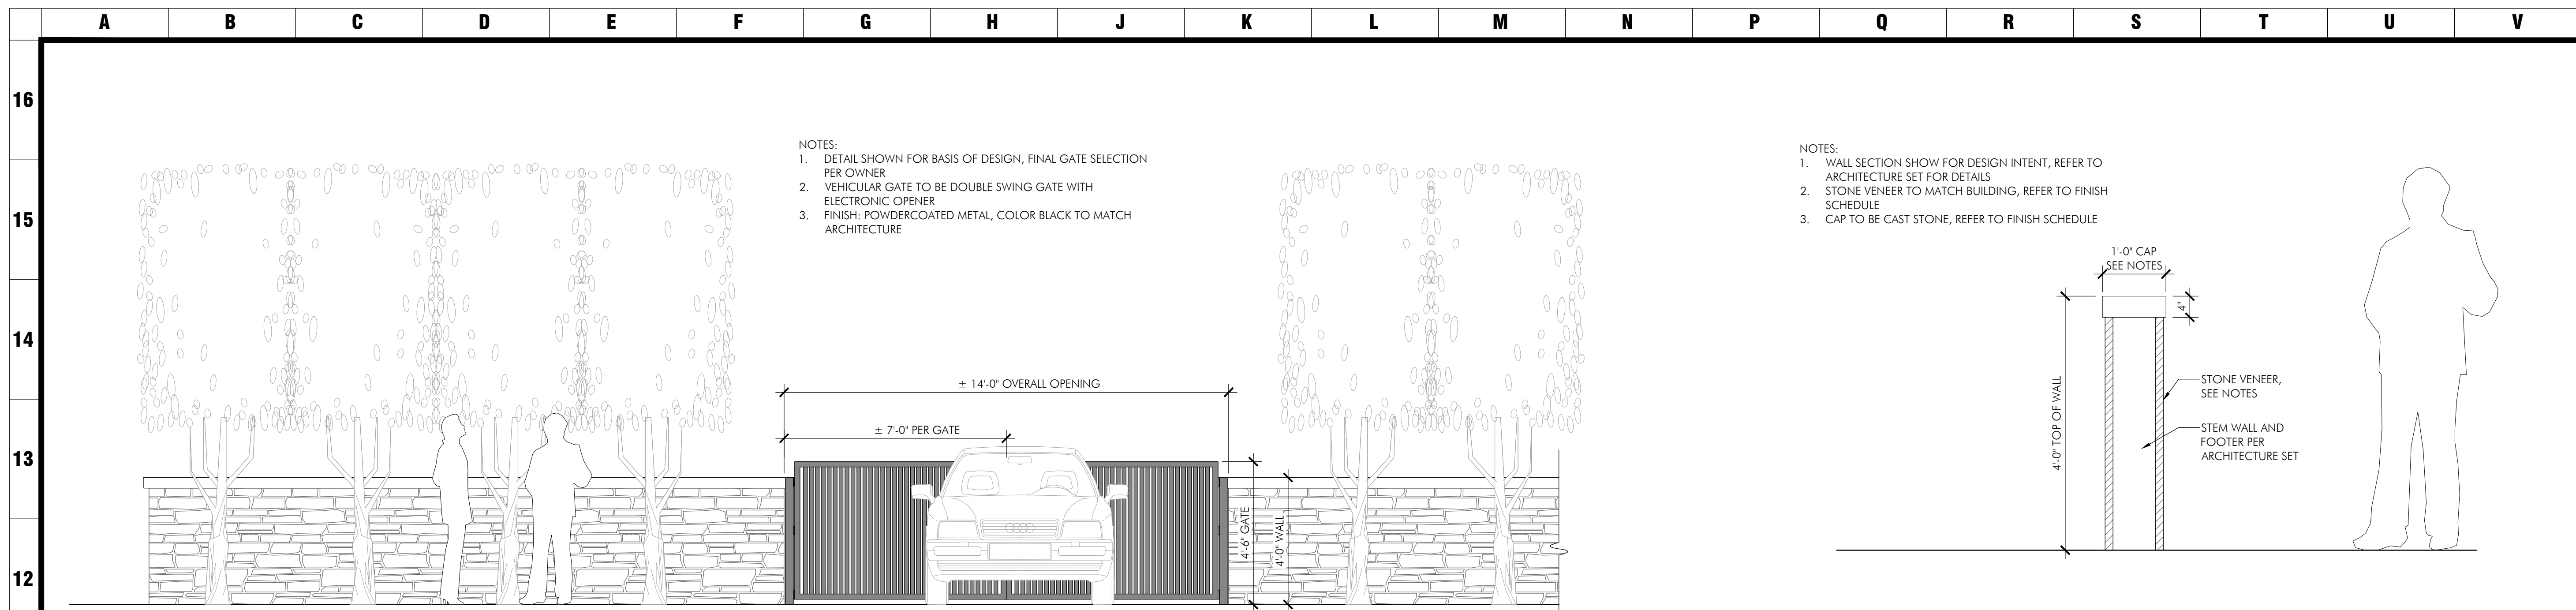 A B C D E F G H J K L M N P Q R S T U V
16
15
14
13
12
NOTES:
1. DETAIL SHOWN FOR BASIS OF DESIGN, FINAL GATE SELECTION
PER OWNER
2. VEHICULAR GATE TO BE DOUBLE SWING GATE WITH
ELECTRONIC OPENER
3. FINISH: POWDERCOATED METAL, COLOR BLACK TO MATCH
ARCHITECTURE
± 14'-0" OVERALL OPENING
± 7'-0" PER GATE
4'-6" GATE
4'-0" WALL
NOTES:
1. WALL SECTION SHOW FOR DESIGN INTENT, REFER TO
ARCHITECTURE SET FOR DETAILS
2. STONE VENEER TO MATCH BUILDING, REFER TO FINISH
SCHEDULE
3. CAP TO BE CAST STONE, REFER TO FINISH SCHEDULE
1'-0" CAP
SEE NOTES
4"
4'-0" TOP OF WALL
STONE VENEER,
SEE NOTES
STEM WALL AND
FOOTER PER
ARCHITECTURE SET